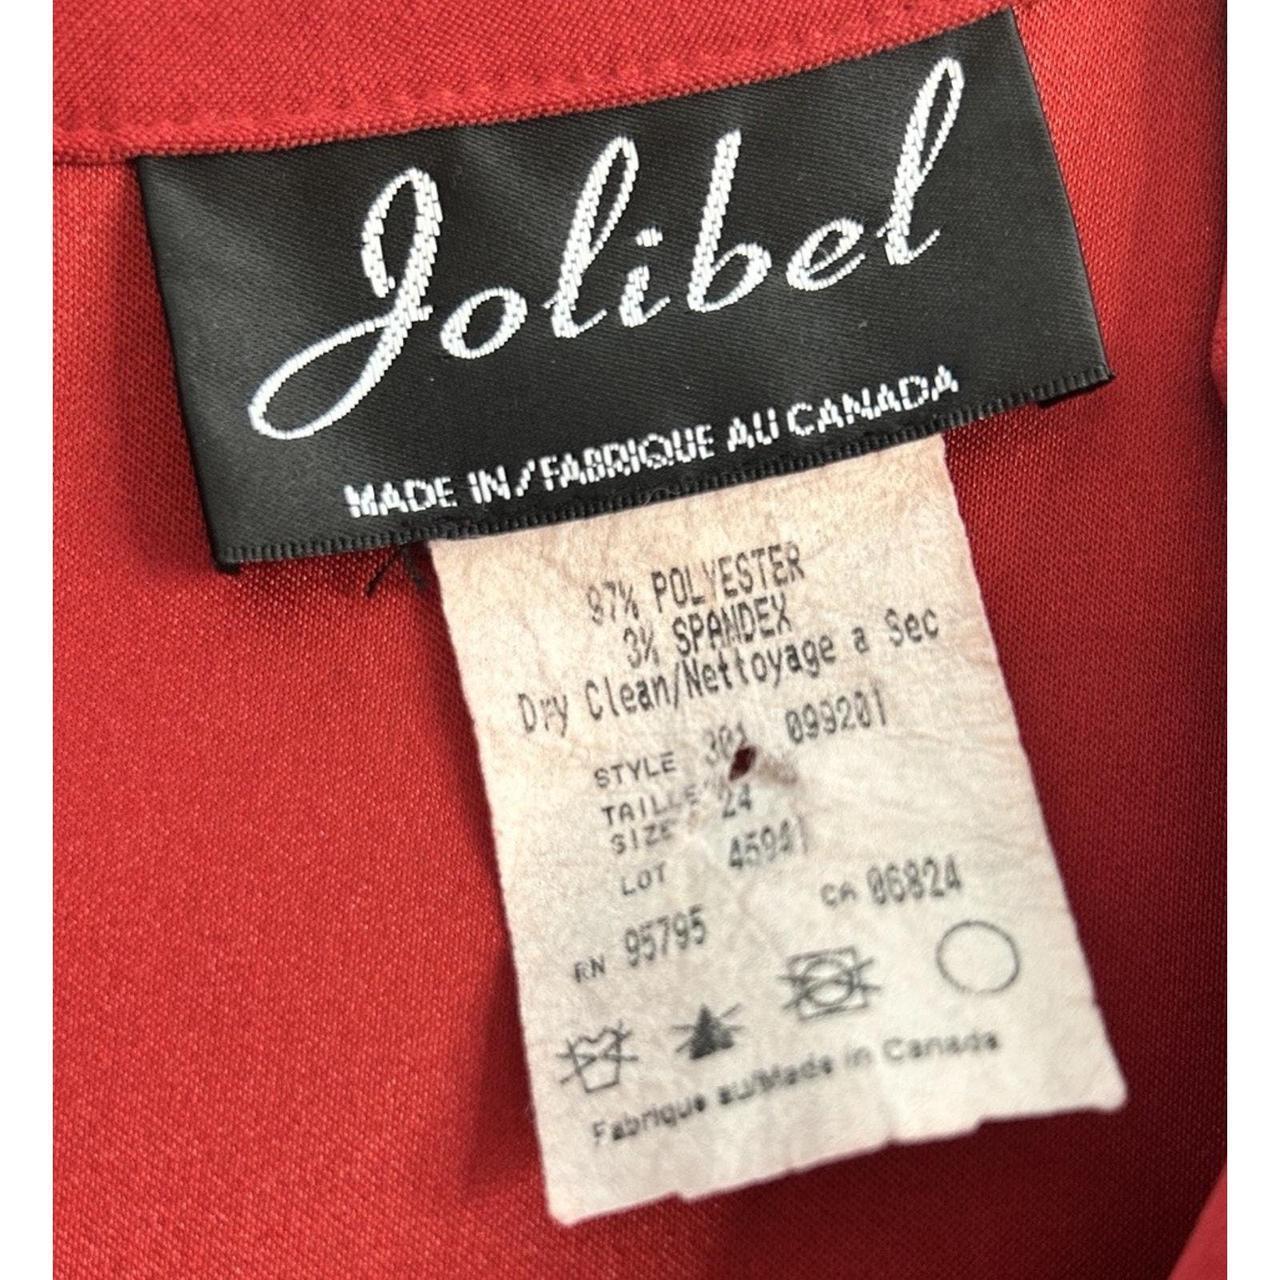 Jolibel
MADE IN/FABRIQUE AU CANADA
97% POLYESTER
3% SPANDEX
Dry Clean/Nettoyage a Sec
STYLE 301 099201
TAILLE
SIZE 24
LOT 45941
RN 95795 CA 06824
Fabrique au/Made in Canada